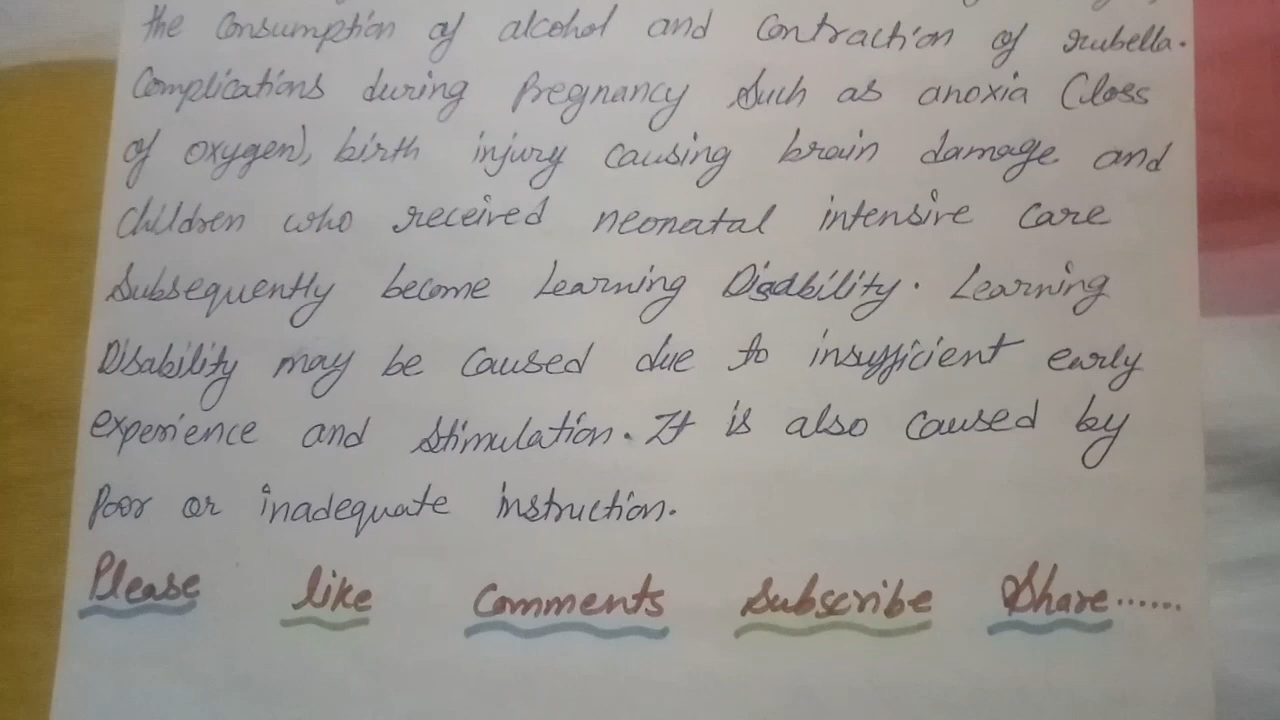 the Consumption of alcohol and Contraction of rubella.
Complications during Pregnancy such as anoxia (loss
of oxygen), birth injury causing brain damage and
children who received neonatal intensive care
Subsequently become Learning Disability. Learning
Disability may be caused due to insufficient early
experience and stimulation. It is also caused by
Poor or inadequate instruction.
Please like Comments Subscribe Share......